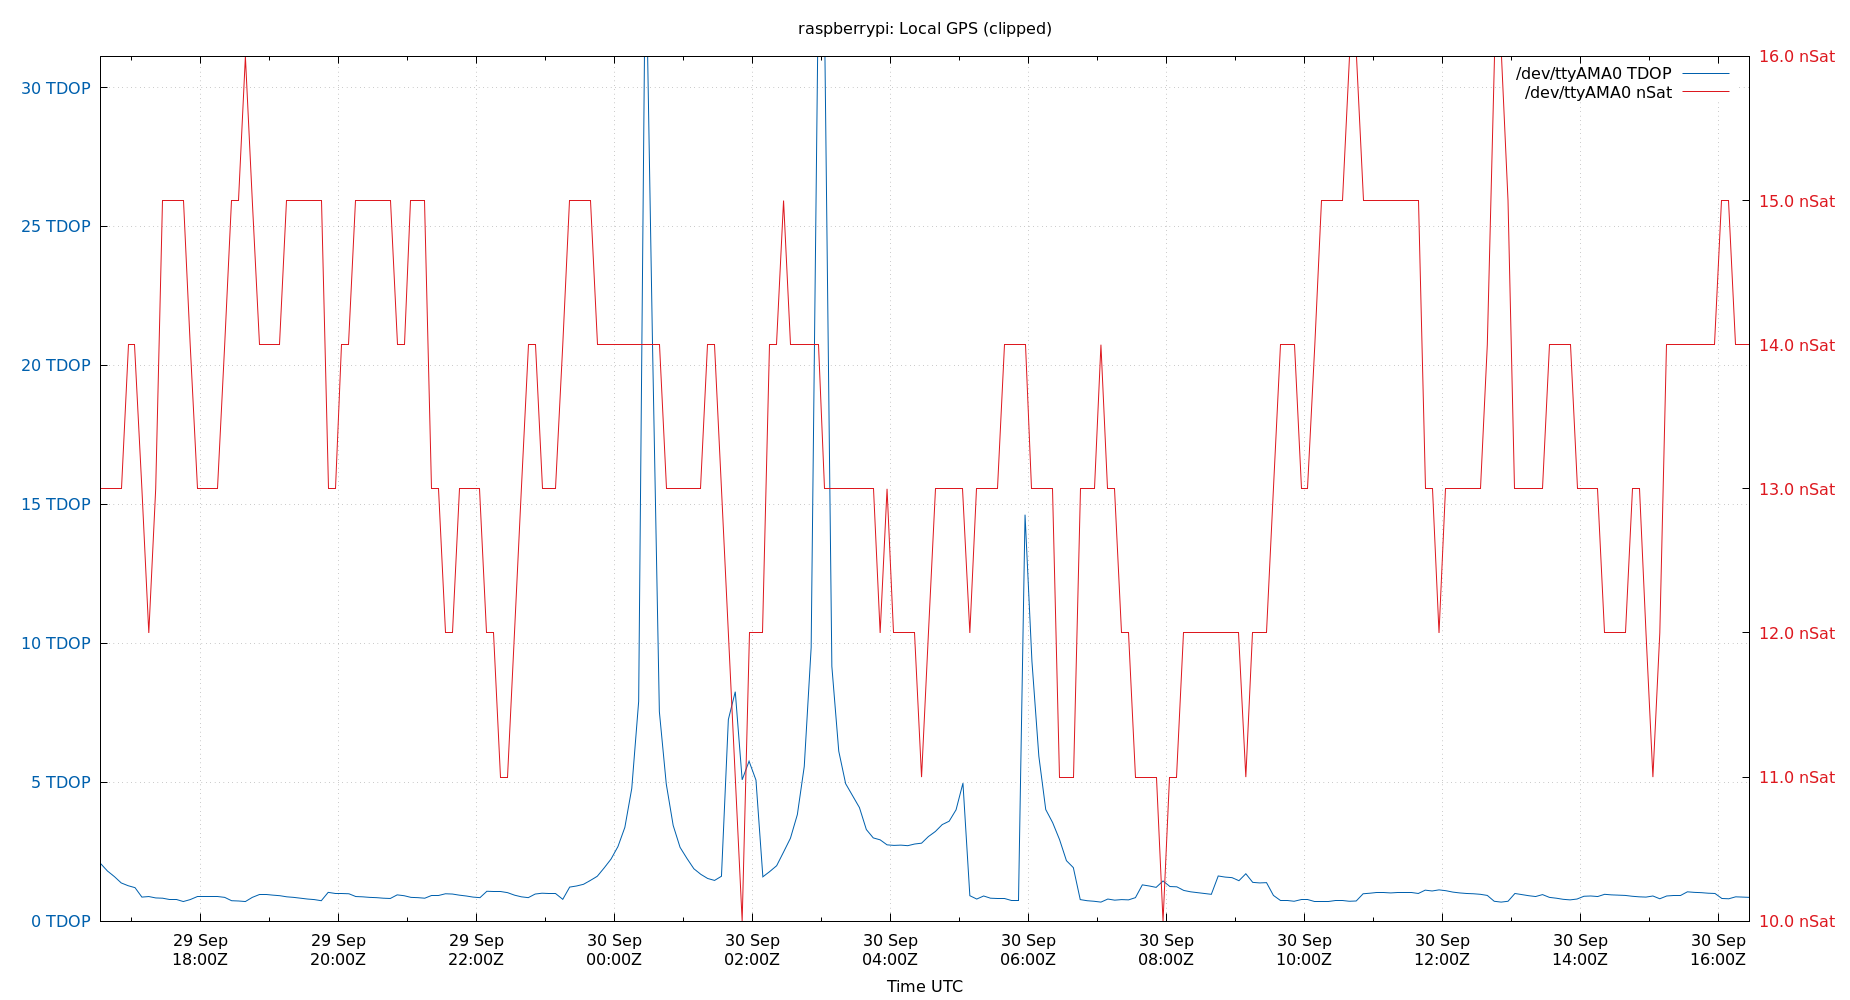 raspberrypi: Local GPS (clipped)
/dev/ttyAMA0 TDOP
/dev/ttyAMA0 nSat
30 TDOP
25 TDOP
20 TDOP
15 TDOP
10 TDOP
5 TDOP
0 TDOP
16.0 nSat
15.0 nSat
14.0 nSat
13.0 nSat
12.0 nSat
11.0 nSat
10.0 nSat
29 Sep 29 Sep 29 Sep 30 Sep 30 Sep 30 Sep 30 Sep 30 Sep 30 Sep 30 Sep 30 Sep 30 Sep
18:00Z 20:00Z 22:00Z 00:00Z 02:00Z 04:00Z 06:00Z 08:00Z 10:00Z 12:00Z 14:00Z 16:00Z
Time UTC